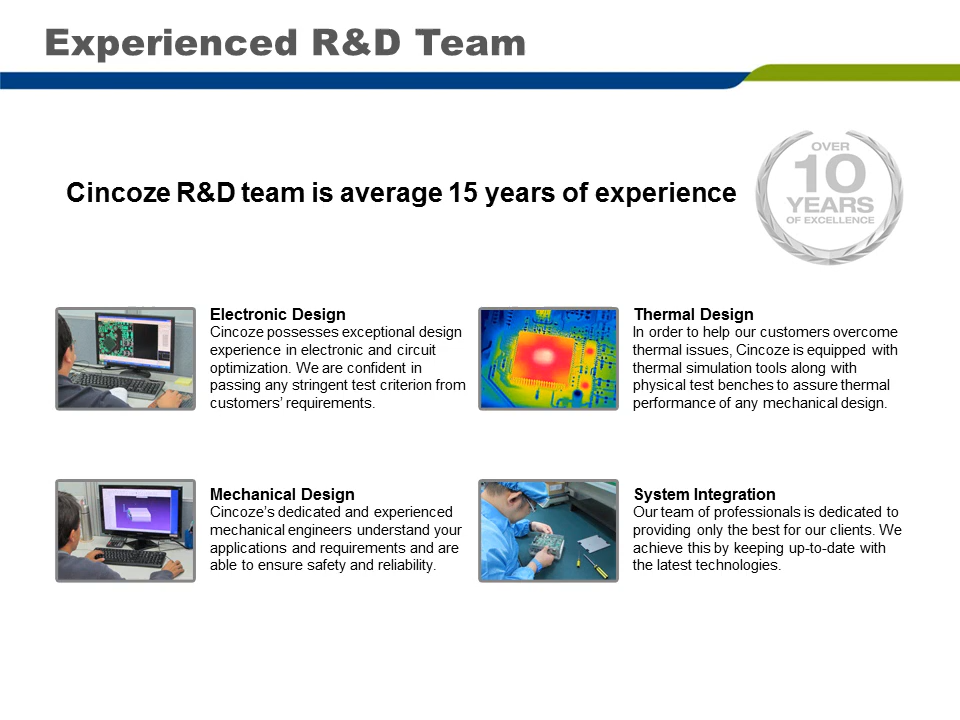 Experienced R&D Team
Cincoze R&D team is average 15 years of experience
OVER
10
YEARS
OF EXCELLENCE
Electronic Design
Cincoze possesses exceptional design
experience in electronic and circuit
optimization. We are confident in
passing any stringent test criterion from
customers’ requirements.
Thermal Design
In order to help our customers overcome
thermal issues, Cincoze is equipped with
thermal simulation tools along with
physical test benches to assure thermal
performance of any mechanical design.
Mechanical Design
Cincoze’s dedicated and experienced
mechanical engineers understand your
applications and requirements and are
able to ensure safety and reliability.
System Integration
Our team of professionals is dedicated to
providing only the best for our clients. We
achieve this by keeping up-to-date with
the latest technologies.